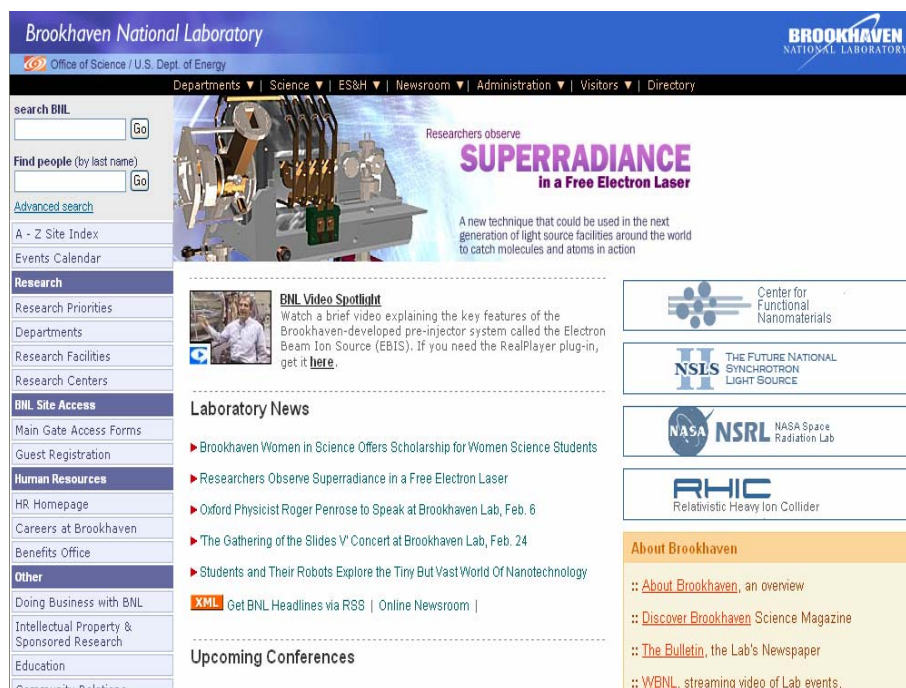 Brookhaven National Laboratory
BROOKHAVEN
NATIONAL LABORATORY
Office of Science / U.S. Dept. of Energy
Departments ▼ | Science ▼ | ES&H ▼ | Newsroom ▼ | Administration ▼ | Visitors ▼ | Directory
search BNL
Go
Find people (by last name)
Go
Advanced search
A - Z Site Index
Events Calendar
Research
Research Priorities
Departments
Research Facilities
Research Centers
BNL Site Access
Main Gate Access Forms
Guest Registration
Human Resources
HR Homepage
Careers at Brookhaven
Benefits Office
Other
Doing Business with BNL
Intellectual Property &
Sponsored Research
Education
Community Relations
Researchers observe
SUPERRADIANCE
in a Free Electron Laser
A new technique that could be used in the next
generation of light source facilities around the world
to catch molecules and atoms in action
BNL Video Spotlight
Watch a brief video explaining the key features of the
Brookhaven-developed pre-injector system called the Electron
Beam Ion Source (EBIS). If you need the RealPlayer plug-in,
get it here.
Laboratory News
Brookhaven Women in Science Offers Scholarship for Women Science Students
Researchers Observe Superradiance in a Free Electron Laser
Oxford Physicist Roger Penrose to Speak at Brookhaven Lab, Feb. 6
'The Gathering of the Slides V' Concert at Brookhaven Lab, Feb. 24
Students and Their Robots Explore the Tiny But Vast World Of Nanotechnology
XML Get BNL Headlines via RSS | Online Newsroom |
Upcoming Conferences
Center for
Functional
Nanomaterials
II
NSLS
THE FUTURE NATIONAL
SYNCHROTRON
LIGHT SOURCE
NASA NSRL NASA Space
Radiation Lab
RHIC
Relativistic Heavy Ion Collider
About Brookhaven
:: About Brookhaven, an overview
:: Discover Brookhaven Science Magazine
:: The Bulletin, the Lab's Newspaper
:: WBNL, streaming video of Lab events,